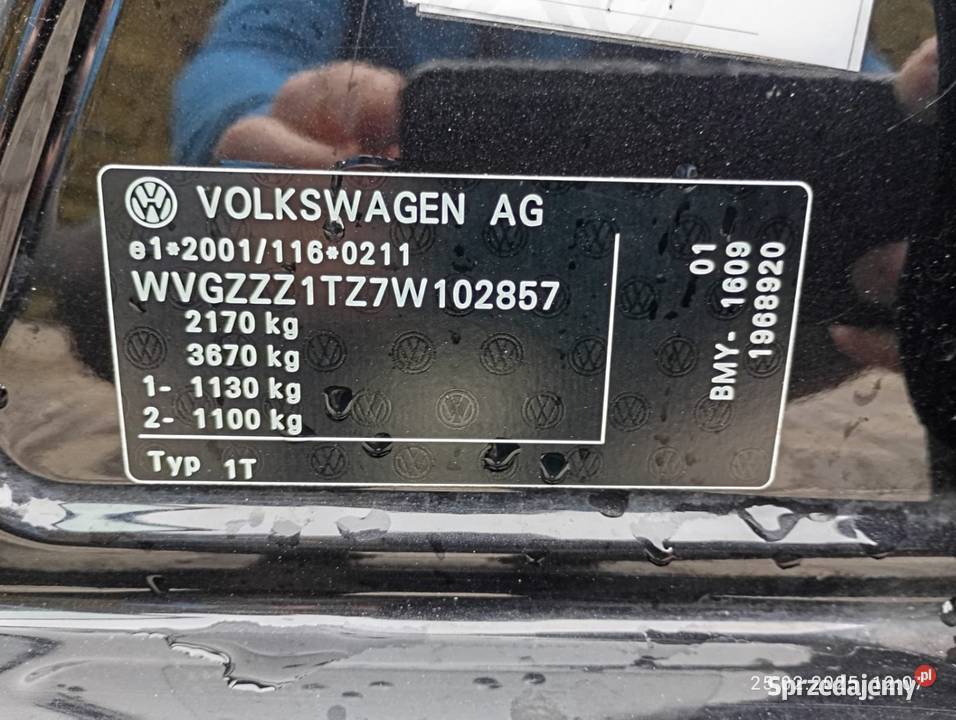 VOLKSWAGEN AG
e1*2001/116*0211
WVGZZZ1TZ7W102857
2170 kg
3670 kg
1- 1130 kg
2- 1100 kg
Typ 1T
01
BMY- 1609
1968920
Sprzedajemy.pl